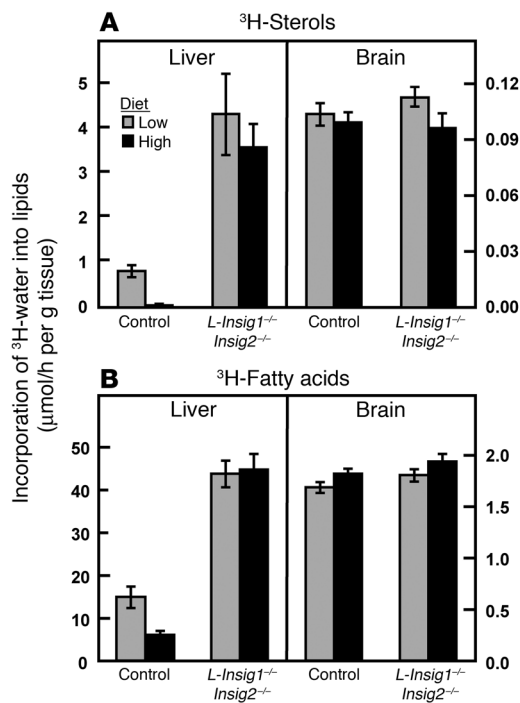 A ³H-Sterols
Liver Brain
Diet
Low
High
5
4
3
2
1
0
0.12
0.09
0.06
0.03
0.00
Control L-Insig1⁻/⁻ Control L-Insig1⁻/⁻
Insig2⁻/⁻ Insig2⁻/⁻
Incorporation of ³H-water into lipids
(μmol/h per g tissue)
B ³H-Fatty acids
Liver Brain
50
40
30
20
10
0
2.0
1.5
1.0
0.5
0.0
Control L-Insig1⁻/⁻ Control L-Insig1⁻/⁻
Insig2⁻/⁻ Insig2⁻/⁻